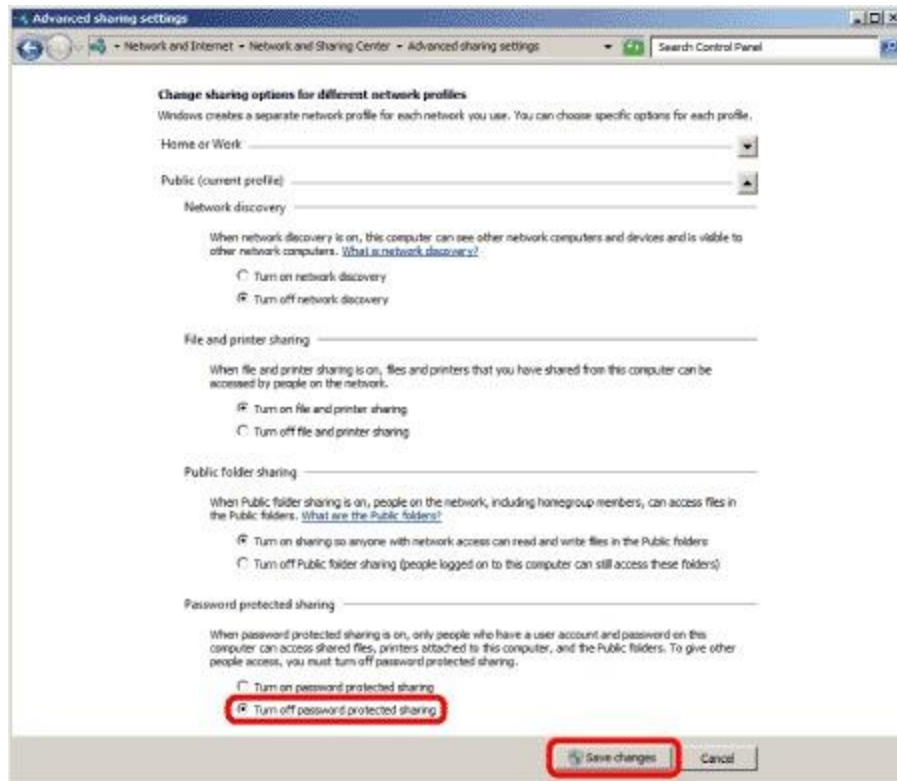 Advanced sharing settings
Network and Internet Network and Sharing Center Advanced sharing settings Search Control Panel
Change sharing options for different network profiles
Windows creates a separate network profile for each network you use. You can choose specific options for each profile.
Home or Work
Public (current profile)
Network discovery
When network discovery is on, this computer can see other network computers and devices and is visible to
other network computers. What is network discovery?
Turn on network discovery
Turn off network discovery
File and printer sharing
When file and printer sharing is on, files and printers that you have shared from this computer can be
accessed by people on the network.
Turn on file and printer sharing
Turn off file and printer sharing
Public folder sharing
When Public folder sharing is on, people on the network, including homegroup members, can access files in
the Public folders. What are the Public folders?
Turn on sharing so anyone with network access can read and write files in the Public folders
Turn off Public folder sharing (people logged on to this computer can still access these folders)
Password protected sharing
When password protected sharing is on, only people who have a user account and password on this
computer can access shared files, printers attached to this computer, and the Public folders. To give other
people access, you must turn off password protected sharing.
Turn on password protected sharing
Turn off password protected sharing
Save changes Cancel